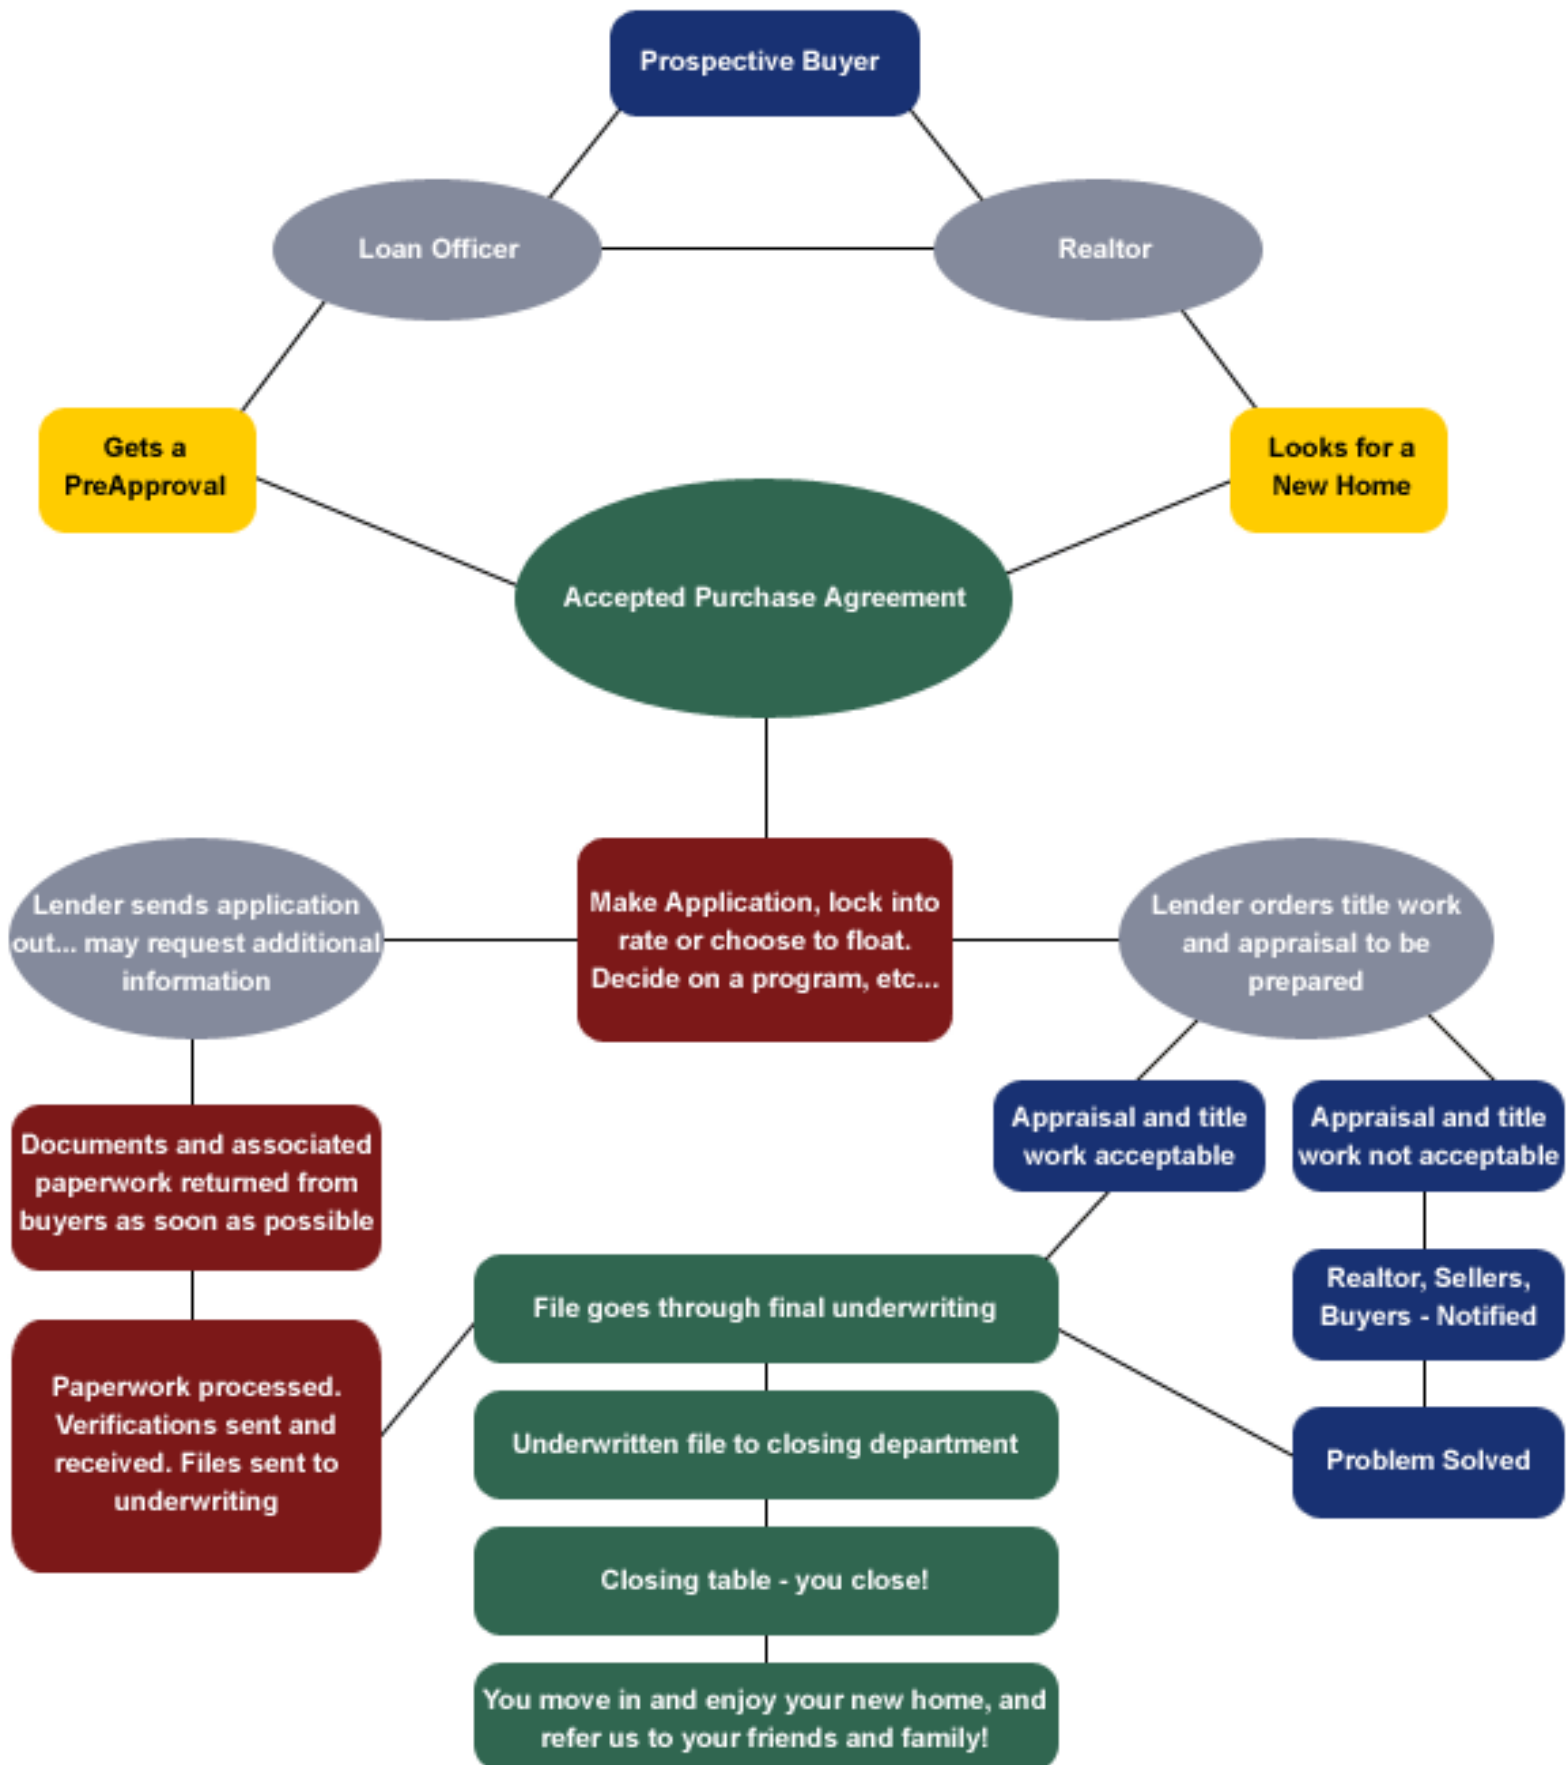 Prospective Buyer
Loan Officer
Realtor
Gets a
PreApproval
Looks for a
New Home
Accepted Purchase Agreement
Lender sends application
out... may request additional
information
Make Application, lock into
rate or choose to float.
Decide on a program, etc...
Lender orders title work
and appraisal to be
prepared
Documents and associated
paperwork returned from
buyers as soon as possible
Appraisal and title
work acceptable
Appraisal and title
work not acceptable
Realtor, Sellers,
Buyers - Notified
File goes through final underwriting
Paperwork processed.
Verifications sent and
received. Files sent to
underwriting
Underwritten file to closing department
Problem Solved
Closing table - you close!
You move in and enjoy your new home, and
refer us to your friends and family!